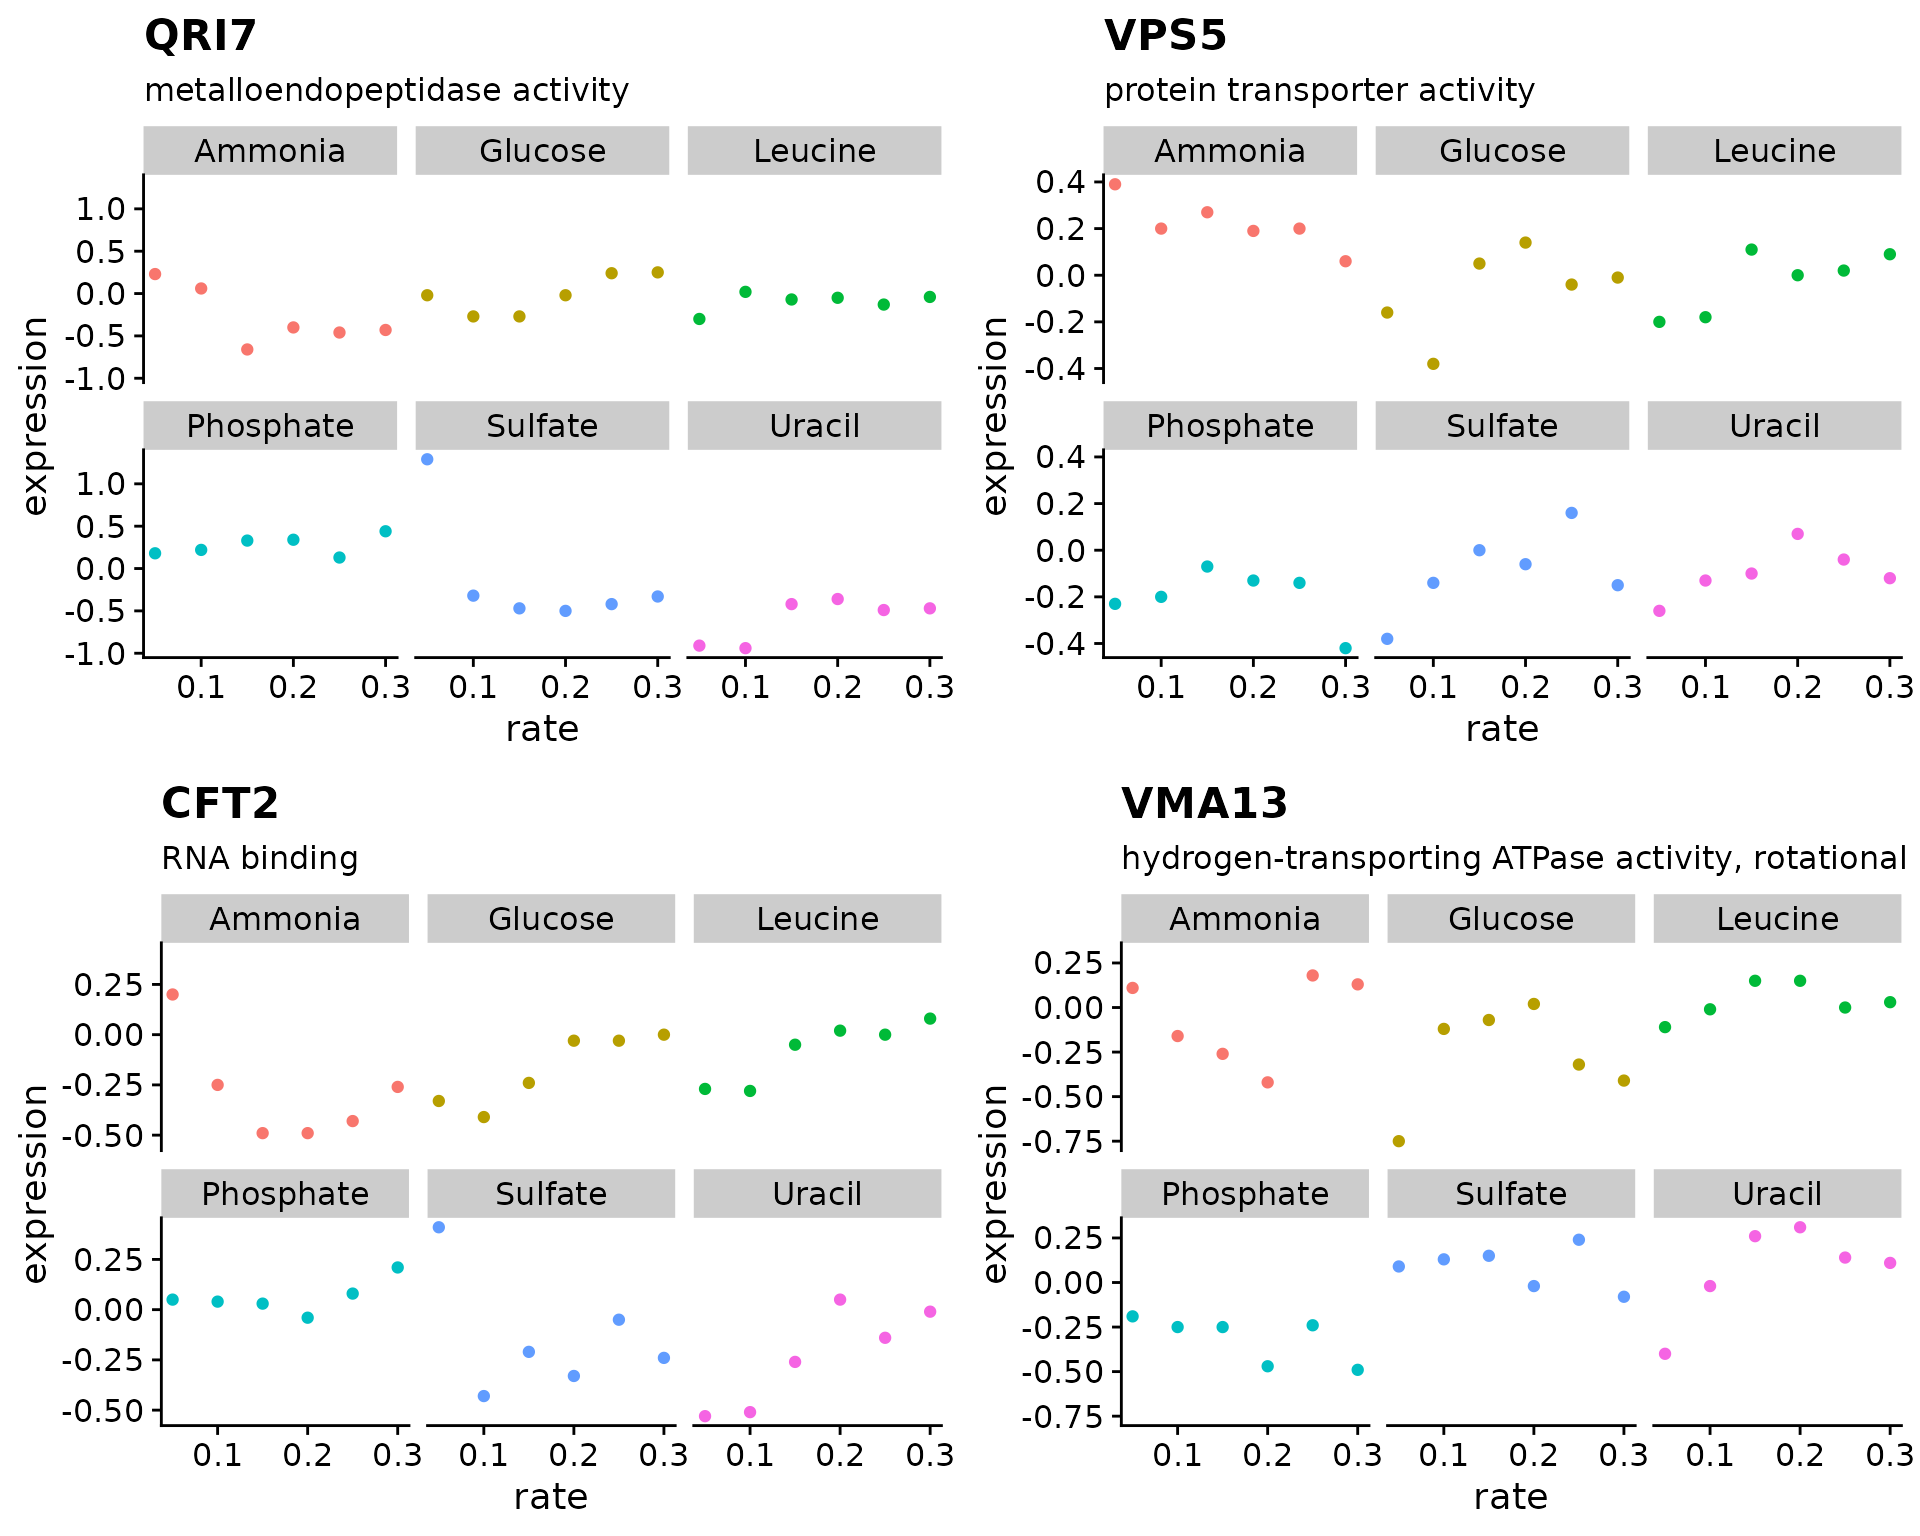 QRI7
metalloendopeptidase activity
Ammonia Glucose Leucine
1.0
0.5
0.0
-0.5
-1.0
Phosphate Sulfate Uracil
1.0
0.5
0.0
-0.5
-1.0
expression
0.1 0.2 0.3 0.1 0.2 0.3 0.1 0.2 0.3
rate
VPS5
protein transporter activity
Ammonia Glucose Leucine
0.4
0.2
0.0
-0.2
-0.4
Phosphate Sulfate Uracil
0.4
0.2
0.0
-0.2
-0.4
expression
0.1 0.2 0.3 0.1 0.2 0.3 0.1 0.2 0.3
rate
CFT2
RNA binding
Ammonia Glucose Leucine
0.25
0.00
-0.25
-0.50
Phosphate Sulfate Uracil
0.25
0.00
-0.25
-0.50
expression
0.1 0.2 0.3 0.1 0.2 0.3 0.1 0.2 0.3
rate
VMA13
hydrogen-transporting ATPase activity, rotational
Ammonia Glucose Leucine
0.25
0.00
-0.25
-0.50
-0.75
Phosphate Sulfate Uracil
0.25
0.00
-0.25
-0.50
-0.75
expression
0.1 0.2 0.3 0.1 0.2 0.3 0.1 0.2 0.3
rate